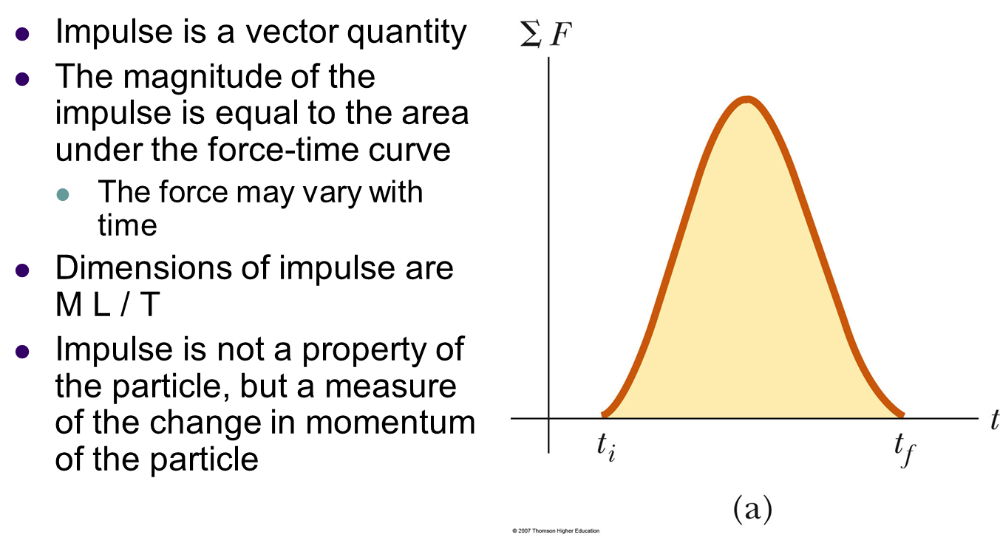 Impulse is a vector quantity
The magnitude of the
impulse is equal to the area
under the force-time curve
The force may vary with
time
Dimensions of impulse are
M L / T
Impulse is not a property of
the particle, but a measure
of the change in momentum
of the particle
Σ F
t
t_i
t_f
(a)
© 2007 Thomson Higher Education